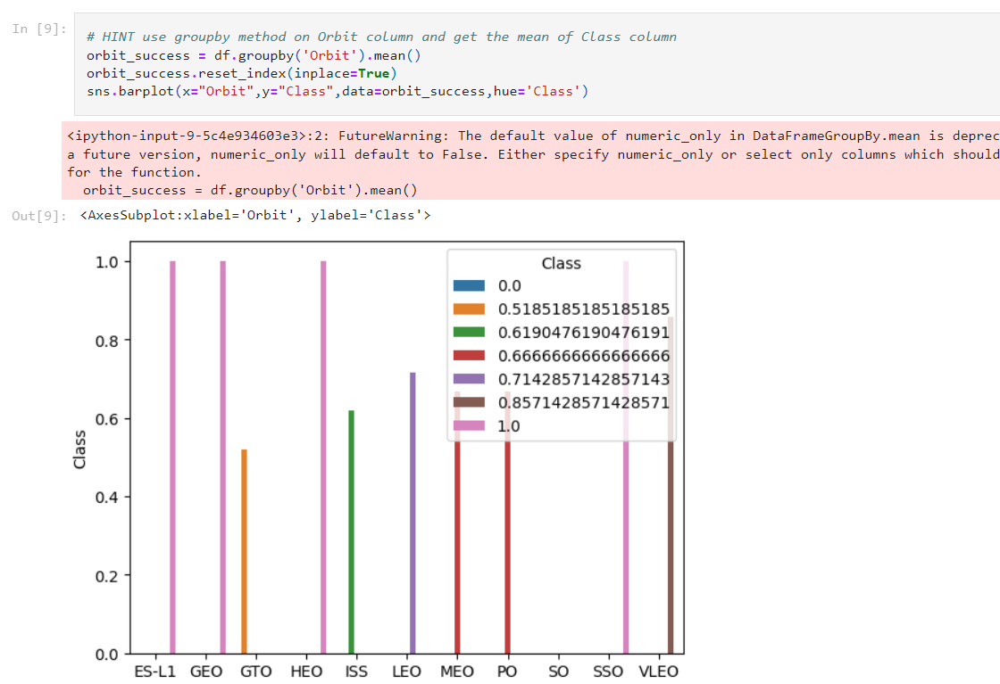 In [9]:
# HINT use groupby method on Orbit column and get the mean of Class column
orbit_success = df.groupby('Orbit').mean()
orbit_success.reset_index(inplace=True)
sns.barplot(x="Orbit",y="Class",data=orbit_success,hue='Class')
<ipython-input-9-5c4e934603e3>:2: FutureWarning: The default value of numeric_only in DataFrameGroupBy.mean is deprec
a future version, numeric_only will default to False. Either specify numeric_only or select only columns which should
for the function.
orbit_success = df.groupby('Orbit').mean()
Out[9]: <AxesSubplot:xlabel='Orbit', ylabel='Class'>
Class
0.0
0.5185185185185185
0.6190476190476191
0.6666666666666666
0.7142857142857143
0.8571428571428571
1.0
1.0
0.8
0.6
0.4
0.2
0.0
Class
ES-L1 GEO GTO HEO ISS LEO MEO PO SO SSO VLEO